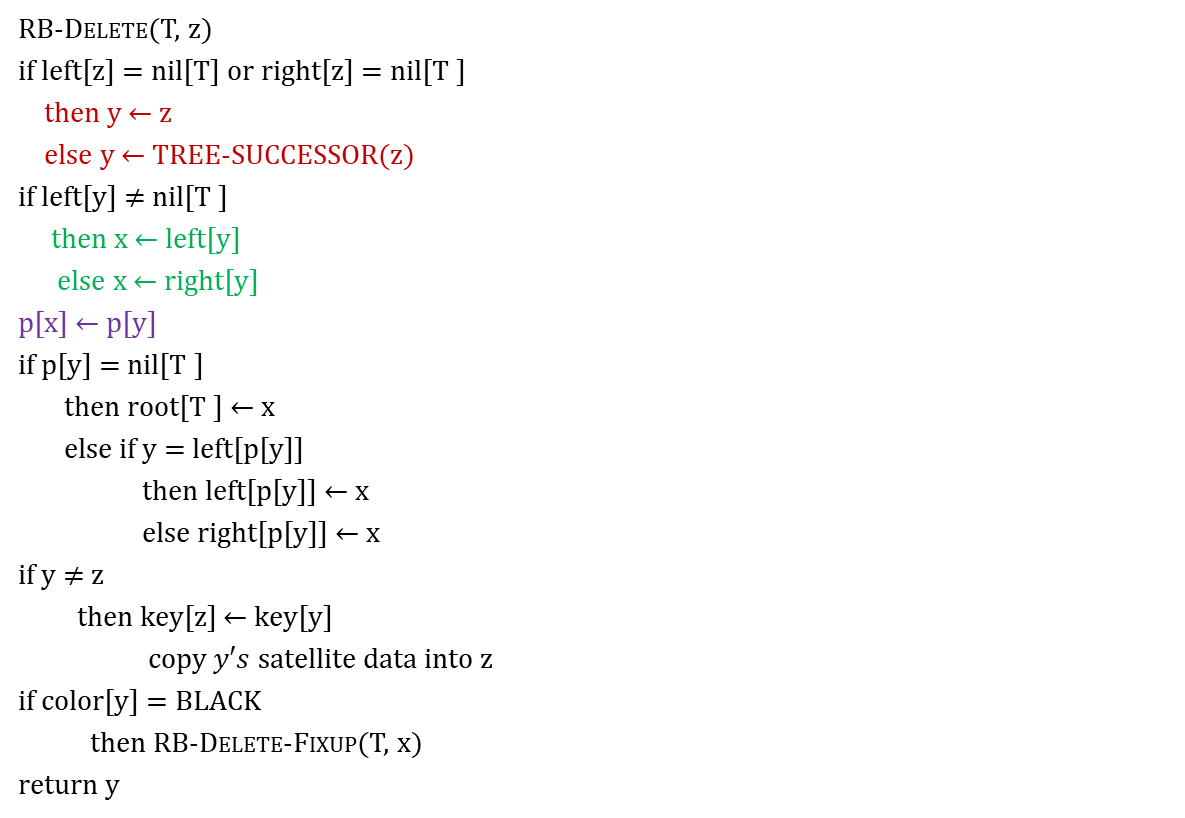 RB-DELETE(T, z)
if left[z] = nil[T] or right[z] = nil[T ]
then y ← z
else y ← TREE-SUCCESSOR(z)
if left[y] ≠ nil[T ]
then x ← left[y]
else x ← right[y]
p[x] ← p[y]
if p[y] = nil[T ]
then root[T ] ← x
else if y = left[p[y]]
then left[p[y]] ← x
else right[p[y]] ← x
if y ≠ z
then key[z] ← key[y]
copy y′s satellite data into z
if color[y] = BLACK
then RB-DELETE-FIXUP(T, x)
return y